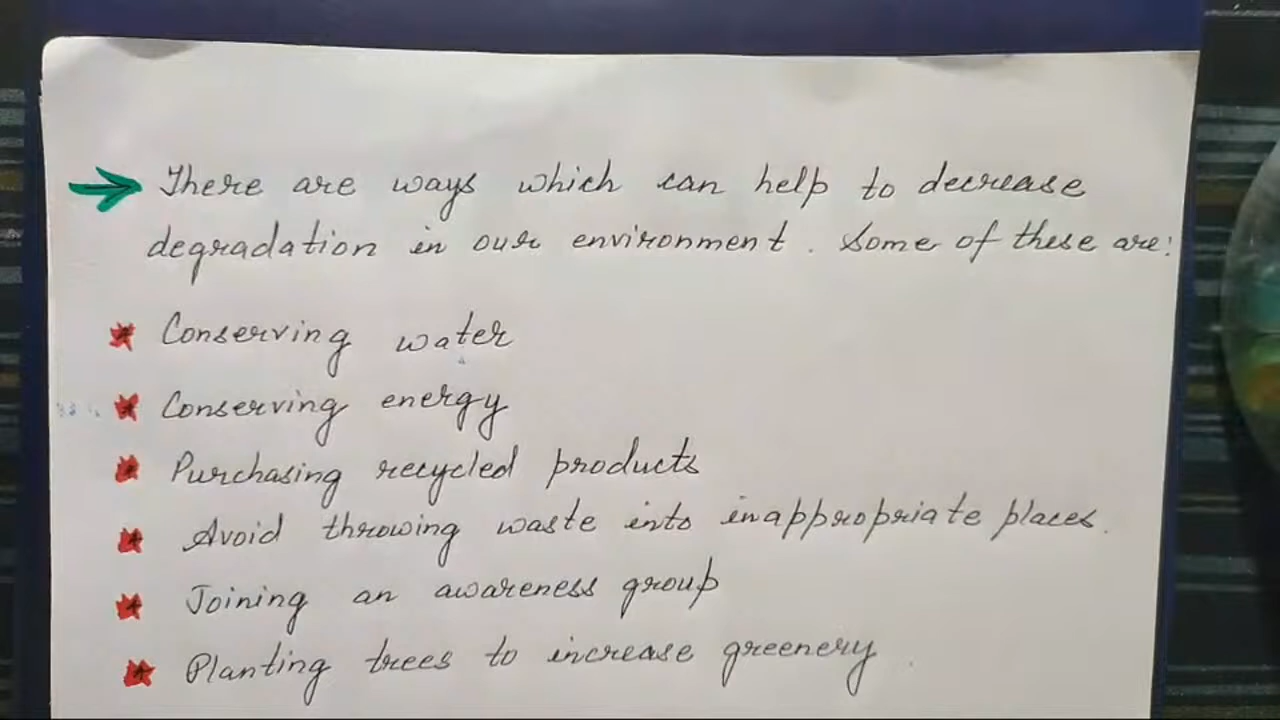 There are ways which can help to decrease
degradation in our environment. Some of these are:
Conserving water
Conserving energy
Purchasing recycled products
Avoid throwing waste into inappropriate places.
Joining an awareness group
Planting trees to increase greenery.